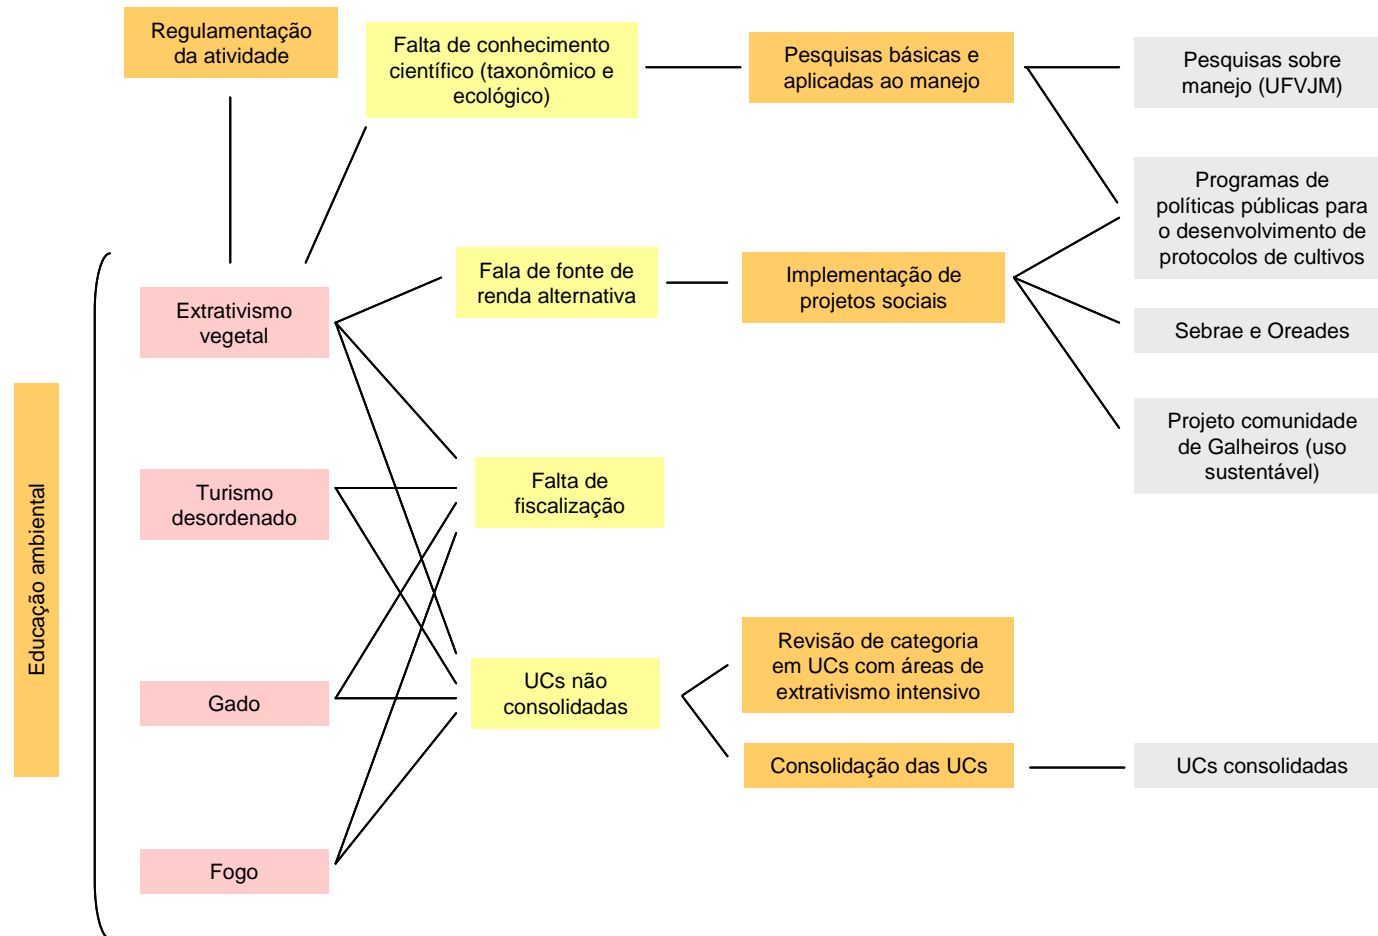 Regulamentação
da atividade
Falta de conhecimento
científico (taxonômico e
ecológico)
Pesquisas básicas e
aplicadas ao manejo
Pesquisas sobre
manejo (UFVJM)
Programas de
políticas públicas para
o desenvolvimento de
protocolos de cultivos
Extrativismo
vegetal
Fala de fonte de
renda alternativa
Implementação de
projetos sociais
Sebrae e Oreades
Projeto comunidade
de Galheiros (uso
sustentável)
Educação ambiental
Turismo
desordenado
Falta de
fiscalização
Gado
UCs não
consolidadas
Revisão de categoria
em UCs com áreas de
extrativismo intensivo
Consolidação das UCs
UCs consolidadas
Fogo